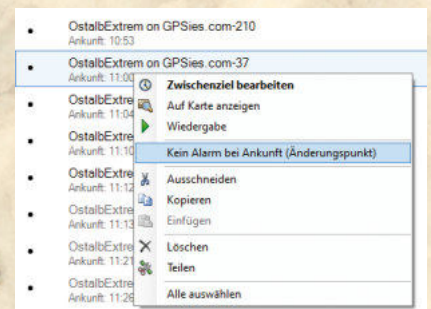 OstalbExtrem on GPSies.com-210
Ankunft: 10:53
OstalbExtrem on GPSies.com-37
Ankunft: 11:00
Zwischenziel bearbeiten
OstalbExtre
Ankunft: 11:04
Auf Karte anzeigen
Wiedergabe
OstalbExtre
Ankunft: 11:10
Kein Alarm bei Ankunft (Änderungspunkt)
OstalbExtre
Ankunft: 11:12
Ausschneiden
Kopieren
OstalbExtre
Ankunft: 11:13
Einfügen
OstalbExtre
Ankunft: 11:21
Löschen
Teilen
OstalbExtre
Ankunft: 11:26
Alle auswählen